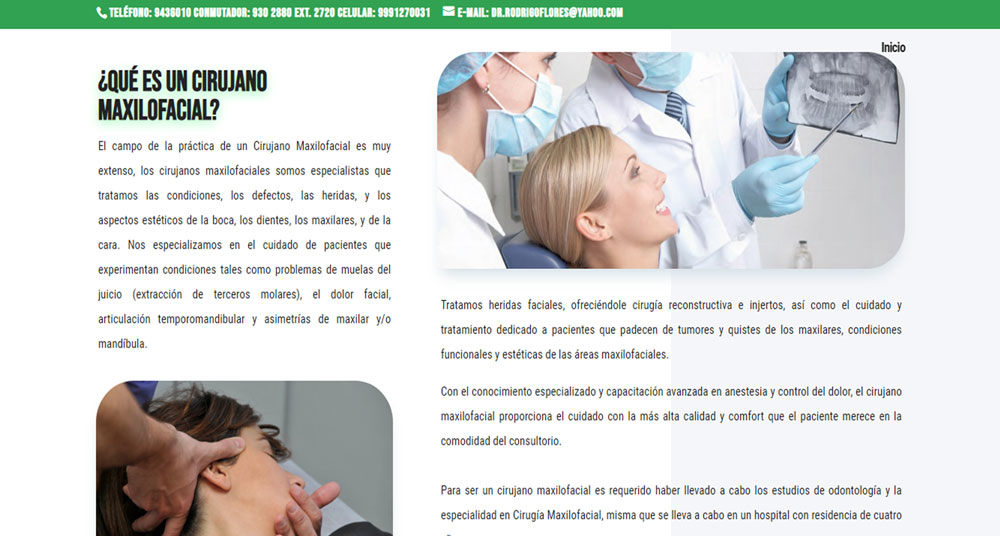 TELÉFONO: 9436010 CONMUTADOR: 930 2880 EXT. 2720 CELULAR: 9991270031 E-MAIL: DR.RODRIGOFLORES@YAHOO.COM
Inicio
¿QUÉ ES UN CIRUJANO
MAXILOFACIAL?
El campo de la práctica de un Cirujano Maxilofacial es muy
extenso, los cirujanos maxilofaciales somos especialistas que
tratamos las condiciones, los defectos, las heridas, y los
aspectos estéticos de la boca, los dientes, los maxilares, y de la
cara. Nos especializamos en el cuidado de pacientes que
experimentan condiciones tales como problemas de muelas del
juicio (extracción de terceros molares), el dolor facial,
articulación temporomandibular y asimetrías de maxilar y/o
mandíbula.
Tratamos heridas faciales, ofreciéndole cirugía reconstructiva e injertos, así como el cuidado y
tratamiento dedicado a pacientes que padecen de tumores y quistes de los maxilares, condiciones
funcionales y estéticas de las áreas maxilofaciales.
Con el conocimiento especializado y capacitación avanzada en anestesia y control del dolor, el cirujano
maxilofacial proporciona el cuidado con la más alta calidad y comfort que el paciente merece en la
comodidad del consultorio.
Para ser un cirujano maxilofacial es requerido haber llevado a cabo los estudios de odontología y la
especialidad en Cirugía Maxilofacial, misma que se lleva a cabo en un hospital con residencia de cuatro